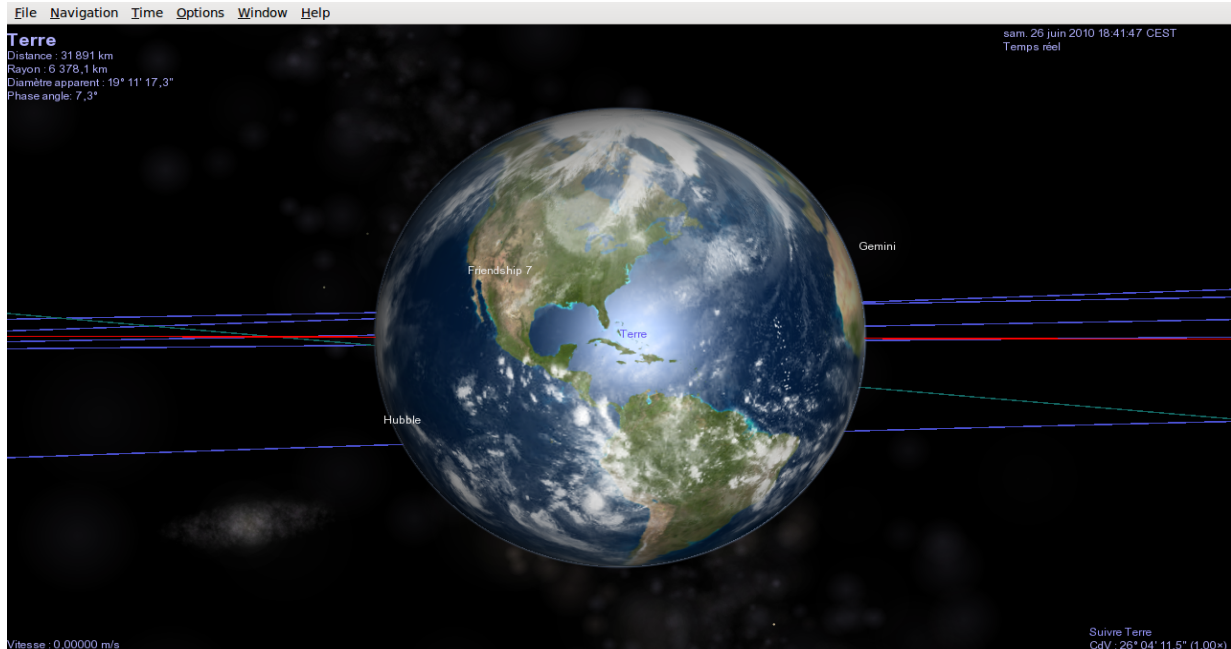 File Navigation Time Options Window Help
Terre
Distance : 31 891 km
Rayon : 6 378,1 km
Diamètre apparent : 19° 11' 17,3"
Phase angle: 7,3°
sam. 26 juin 2010 18:41:47 CEST
Temps réel
Gemini
Friendship 7
Terre
Hubble
Vitesse : 0,00000 m/s
Suivre Terre
CdV : 26° 04' 11,5" (1,00×)